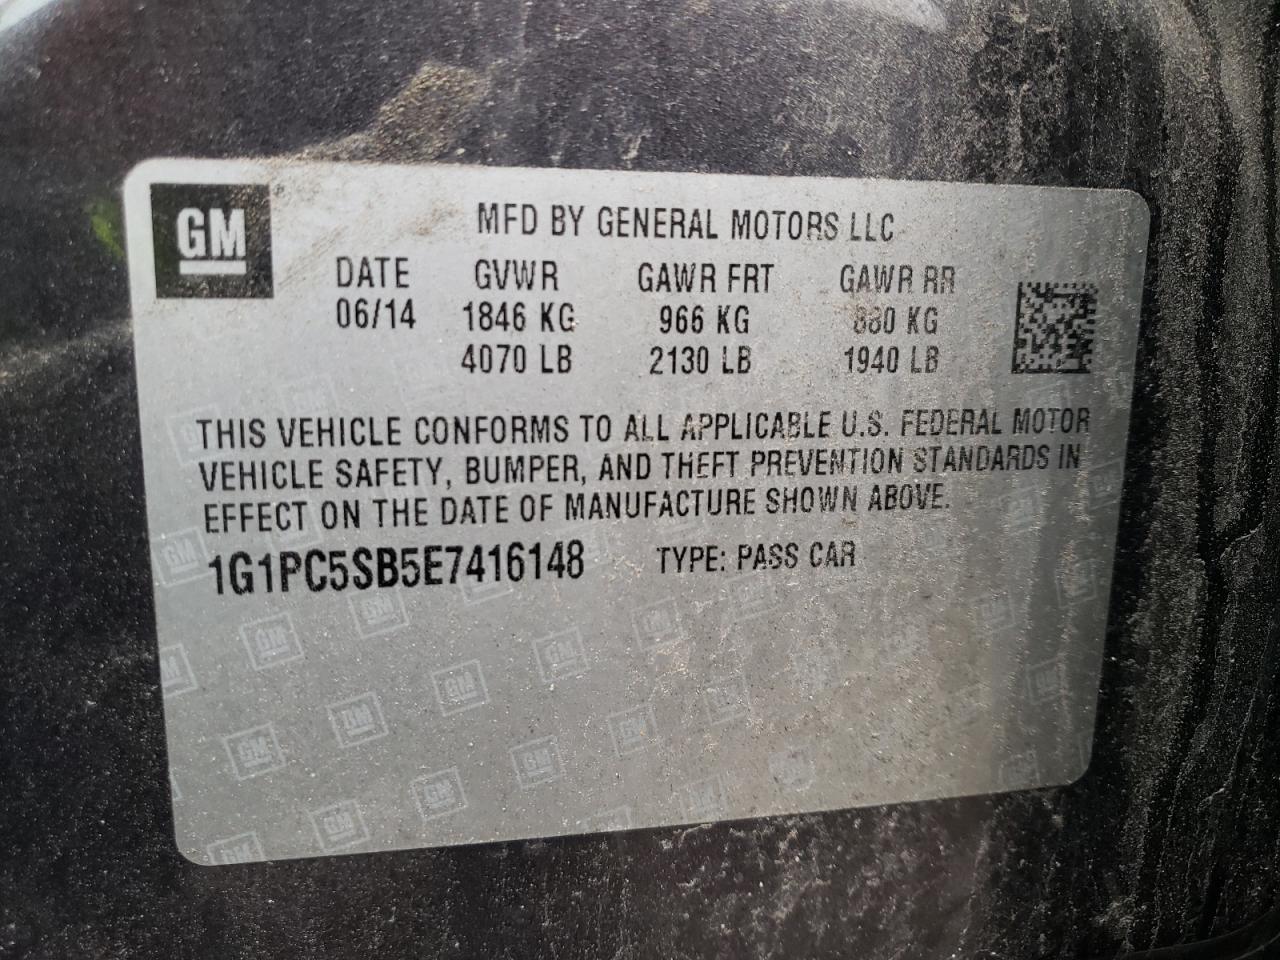 GM
MFD BY GENERAL MOTORS LLC
DATE GVWR GAWR FRT GAWR RR
06/14 1846 KG 966 KG 880 KG
4070 LB 2130 LB 1940 LB
THIS VEHICLE CONFORMS TO ALL APPLICABLE U.S. FEDERAL MOTOR
VEHICLE SAFETY, BUMPER, AND THEFT PREVENTION STANDARDS IN
EFFECT ON THE DATE OF MANUFACTURE SHOWN ABOVE.
1G1PC5SB5E7416148 TYPE: PASS CAR